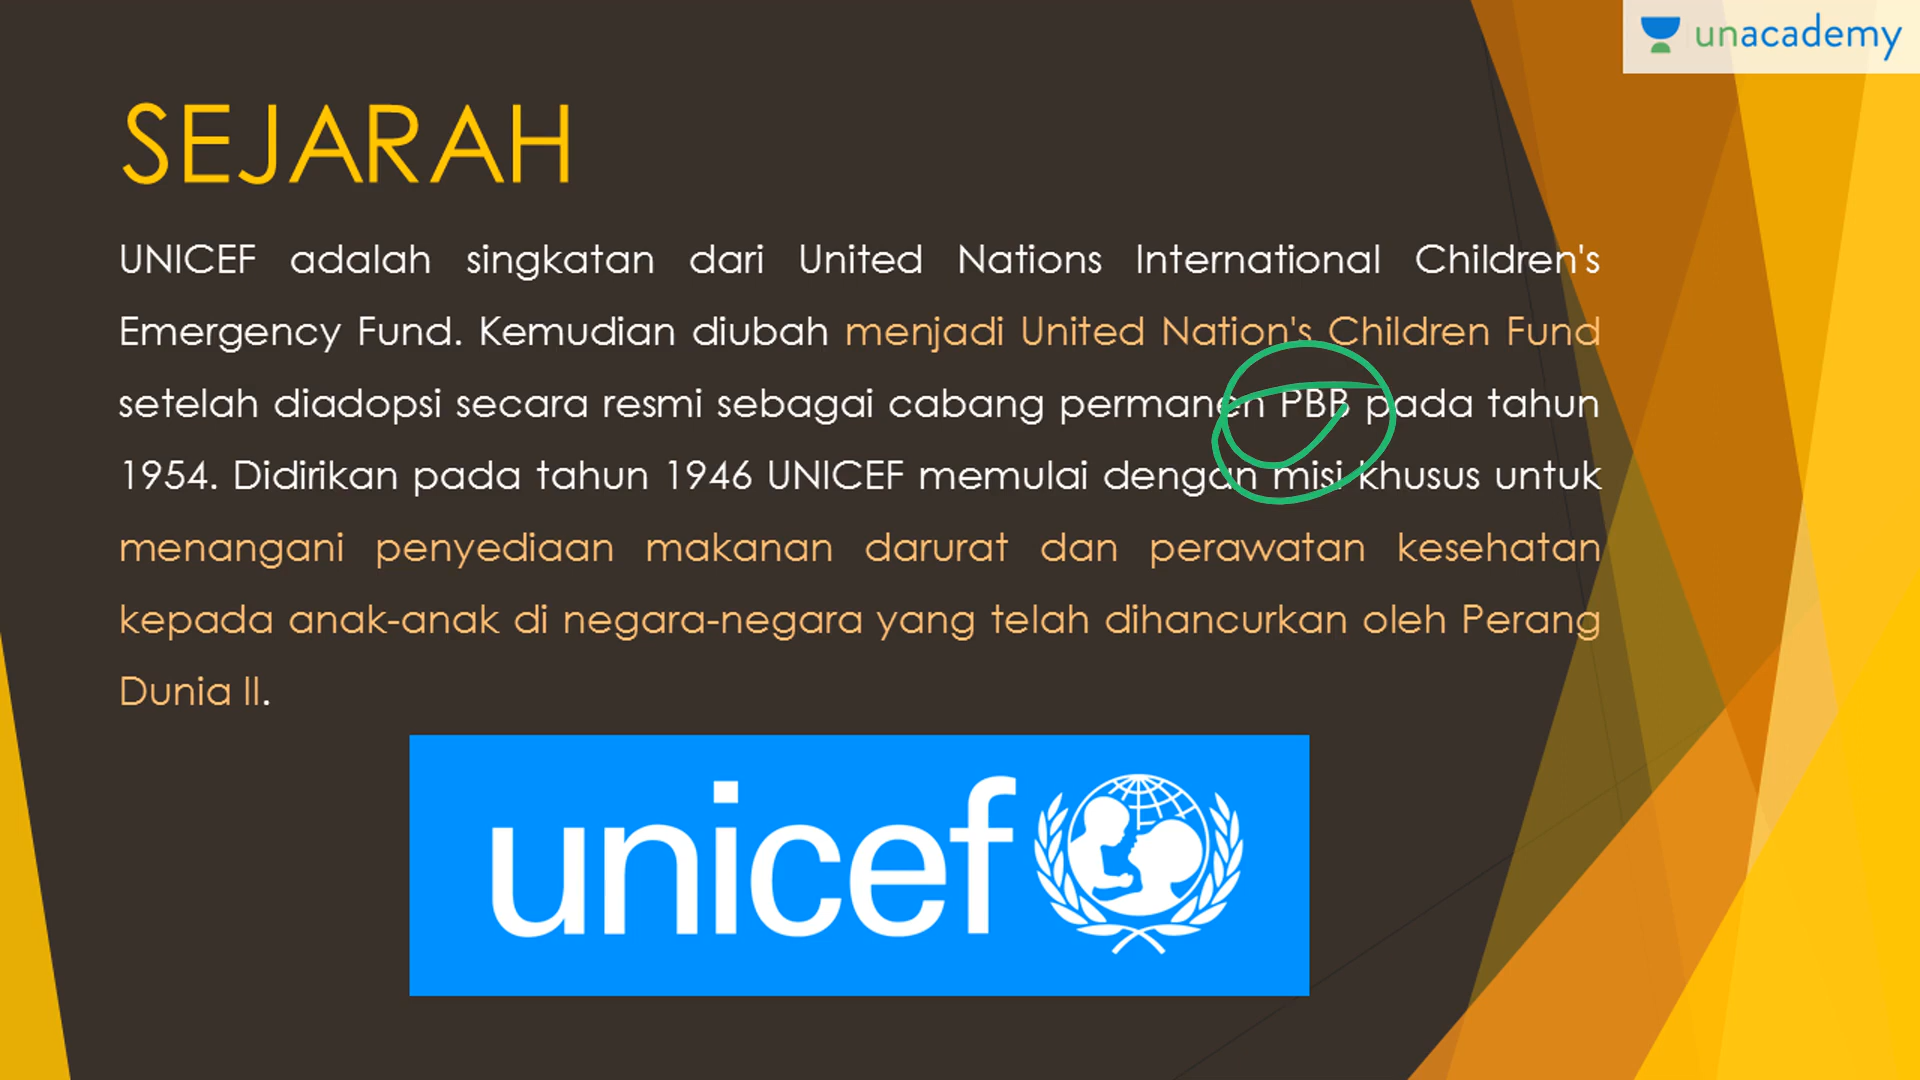 unacademy
SEJARAH
UNICEF adalah singkatan dari United Nations International Children's
Emergency Fund. Kemudian diubah menjadi United Nation's Children Fund
setelah diadopsi secara resmi sebagai cabang permanen PBB pada tahun
1954. Didirikan pada tahun 1946 UNICEF memulai dengan misi khusus untuk
menangani penyediaan makanan darurat dan perawatan kesehatan
kepada anak-anak di negara-negara yang telah dihancurkan oleh Perang
Dunia II.
unicef